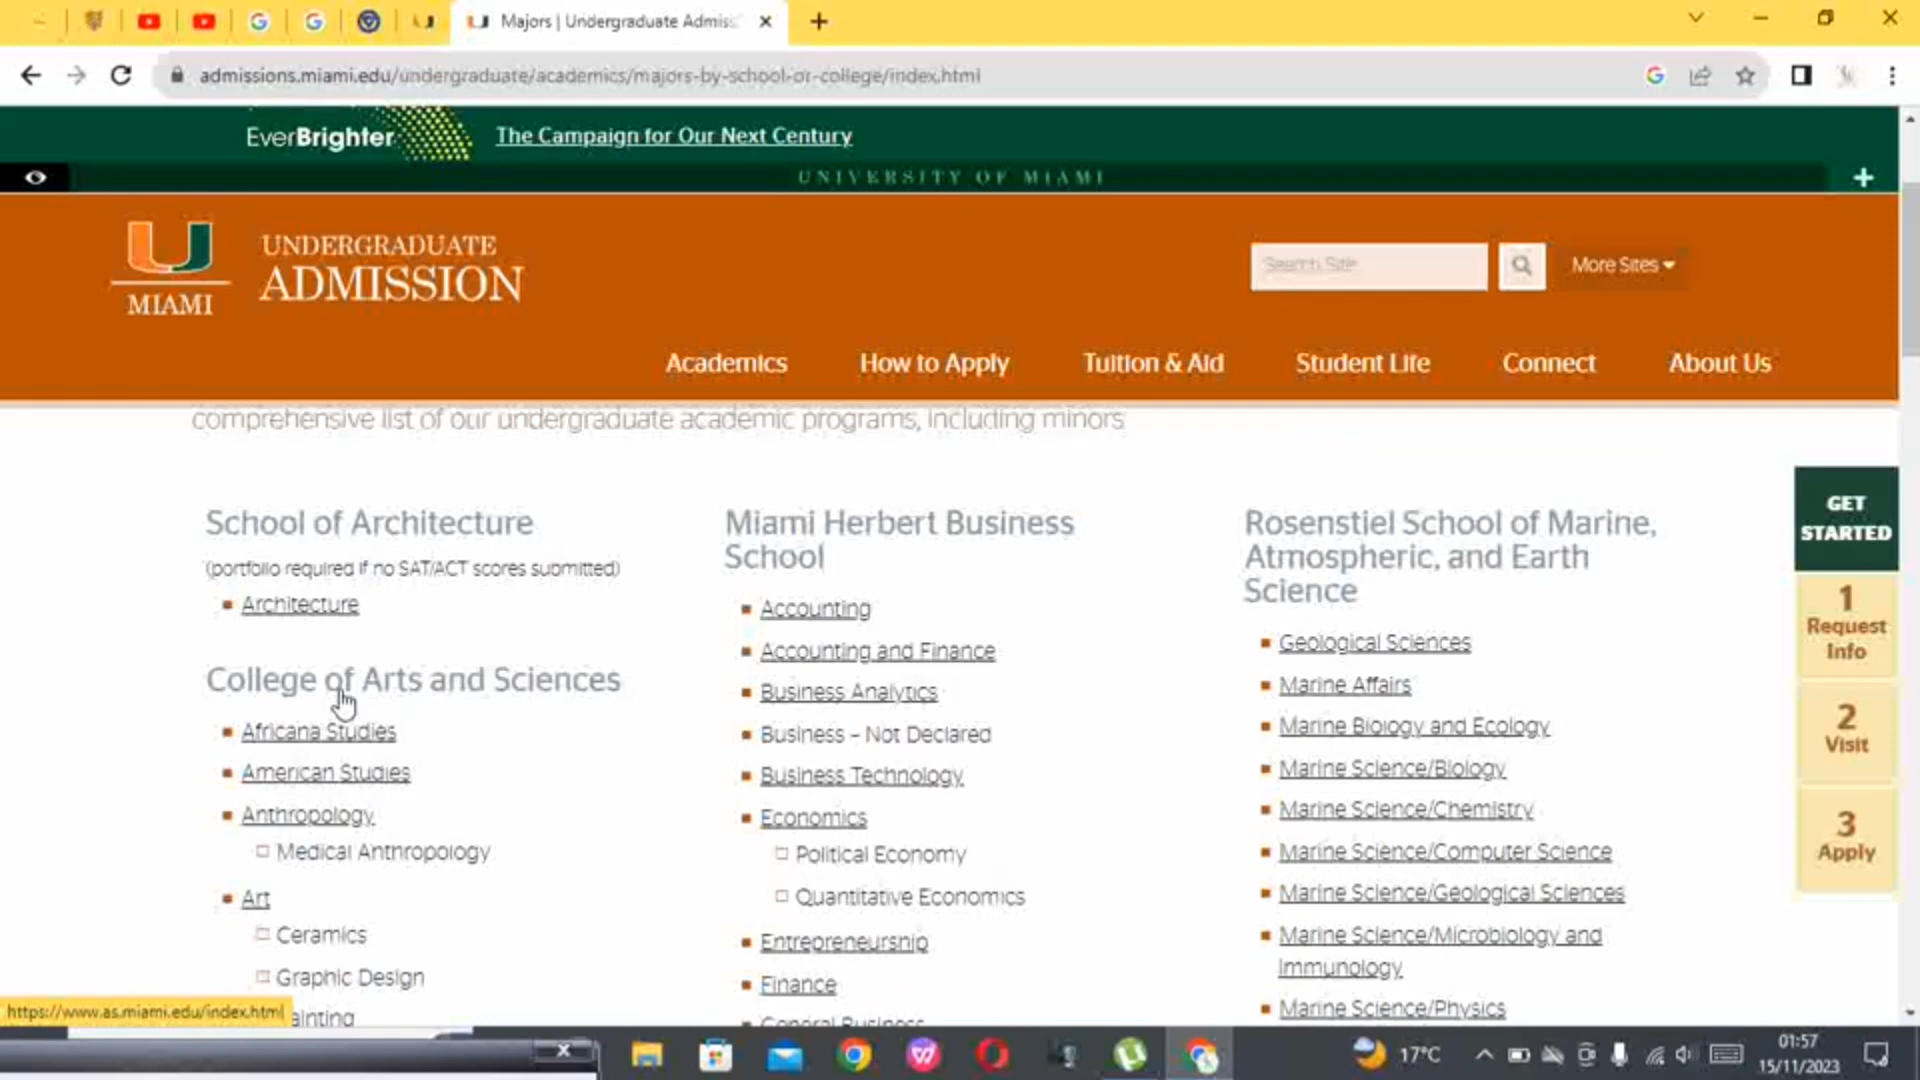 Majors | Undergraduate Admiss
admissions.miami.edu/undergraduate/academics/majors-by-school-or-college/index.html
EverBrighter
The Campaign for Our Next Century
UNIVERSITY OF MIAMI
MIAMI
UNDERGRADUATE
ADMISSION
Search Site
More Sites
Academics
How to Apply
Tuition & Aid
Student Life
Connect
About Us
comprehensive list of our undergraduate academic programs, including minors
School of Architecture
(portfolio required if no SAT/ACT scores submitted)
Architecture
College of Arts and Sciences
Africana Studies
American Studies
Anthropology
Medical Anthropology
Art
Ceramics
Graphic Design
ainting
Miami Herbert Business
School
Accounting
Accounting and Finance
Business Analytics
Business – Not Declared
Business Technology
Economics
Political Economy
Quantitative Economics
Entrepreneurship
Finance
General Business
Rosenstiel School of Marine,
Atmospheric, and Earth
Science
Geological Sciences
Marine Affairs
Marine Biology and Ecology
Marine Science/Biology
Marine Science/Chemistry
Marine Science/Computer Science
Marine Science/Geological Sciences
Marine Science/Microbiology and
Immunology
Marine Science/Physics
GET
STARTED
1
Request
Info
2
Visit
3
Apply
https://www.as.miami.edu/index.html
17°C
01:57
15/11/2023